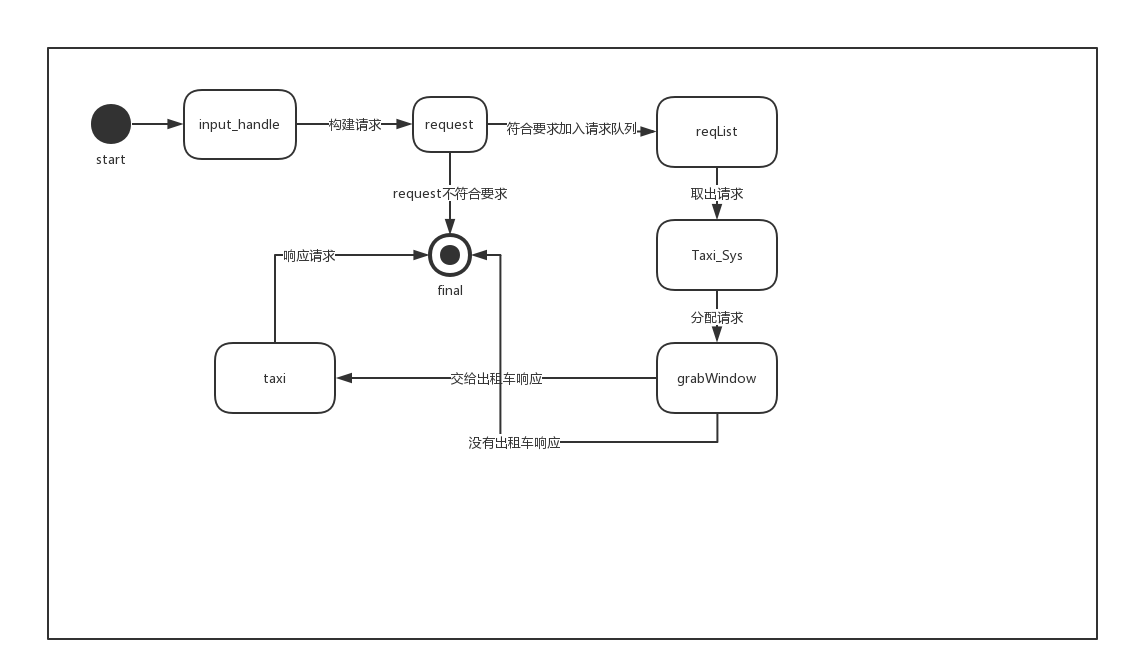 start
input_handle
构建请求
request
符合要求加入请求队列
reqList
request不符合要求
取出请求
响应请求
final
Taxi_Sys
分配请求
taxi
交给出租车响应
grabWindow
没有出租车响应